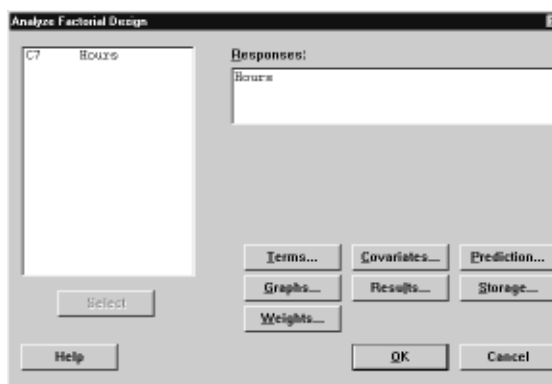 Analyze Factorial Design
C7 Hours
Responses:
Hours
Terms... Covariates... Prediction...
Graphs... Results... Storage...
Select
Weights...
Help OK Cancel